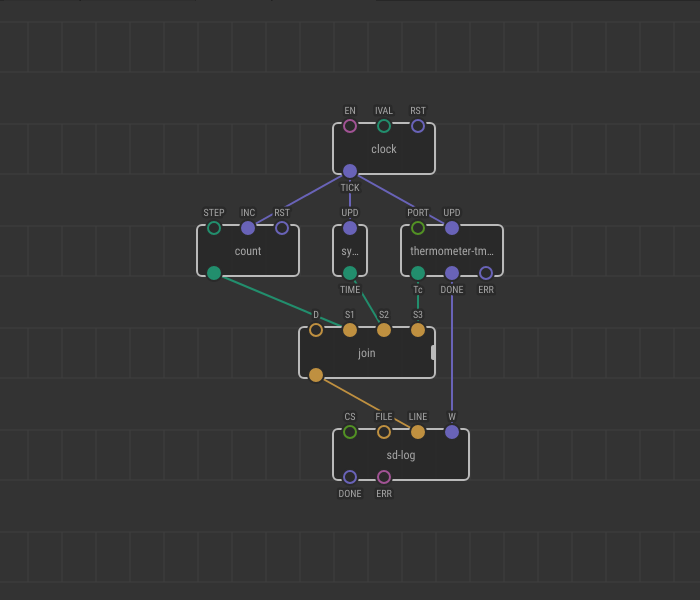 EN IVAL RST
clock
TICK
STEP INC RST UPD PORT UPD
count sy... thermometer-tm...
TIME Tc DONE ERR
D S1 S2 S3
join
CS FILE LINE W
sd-log
DONE ERR